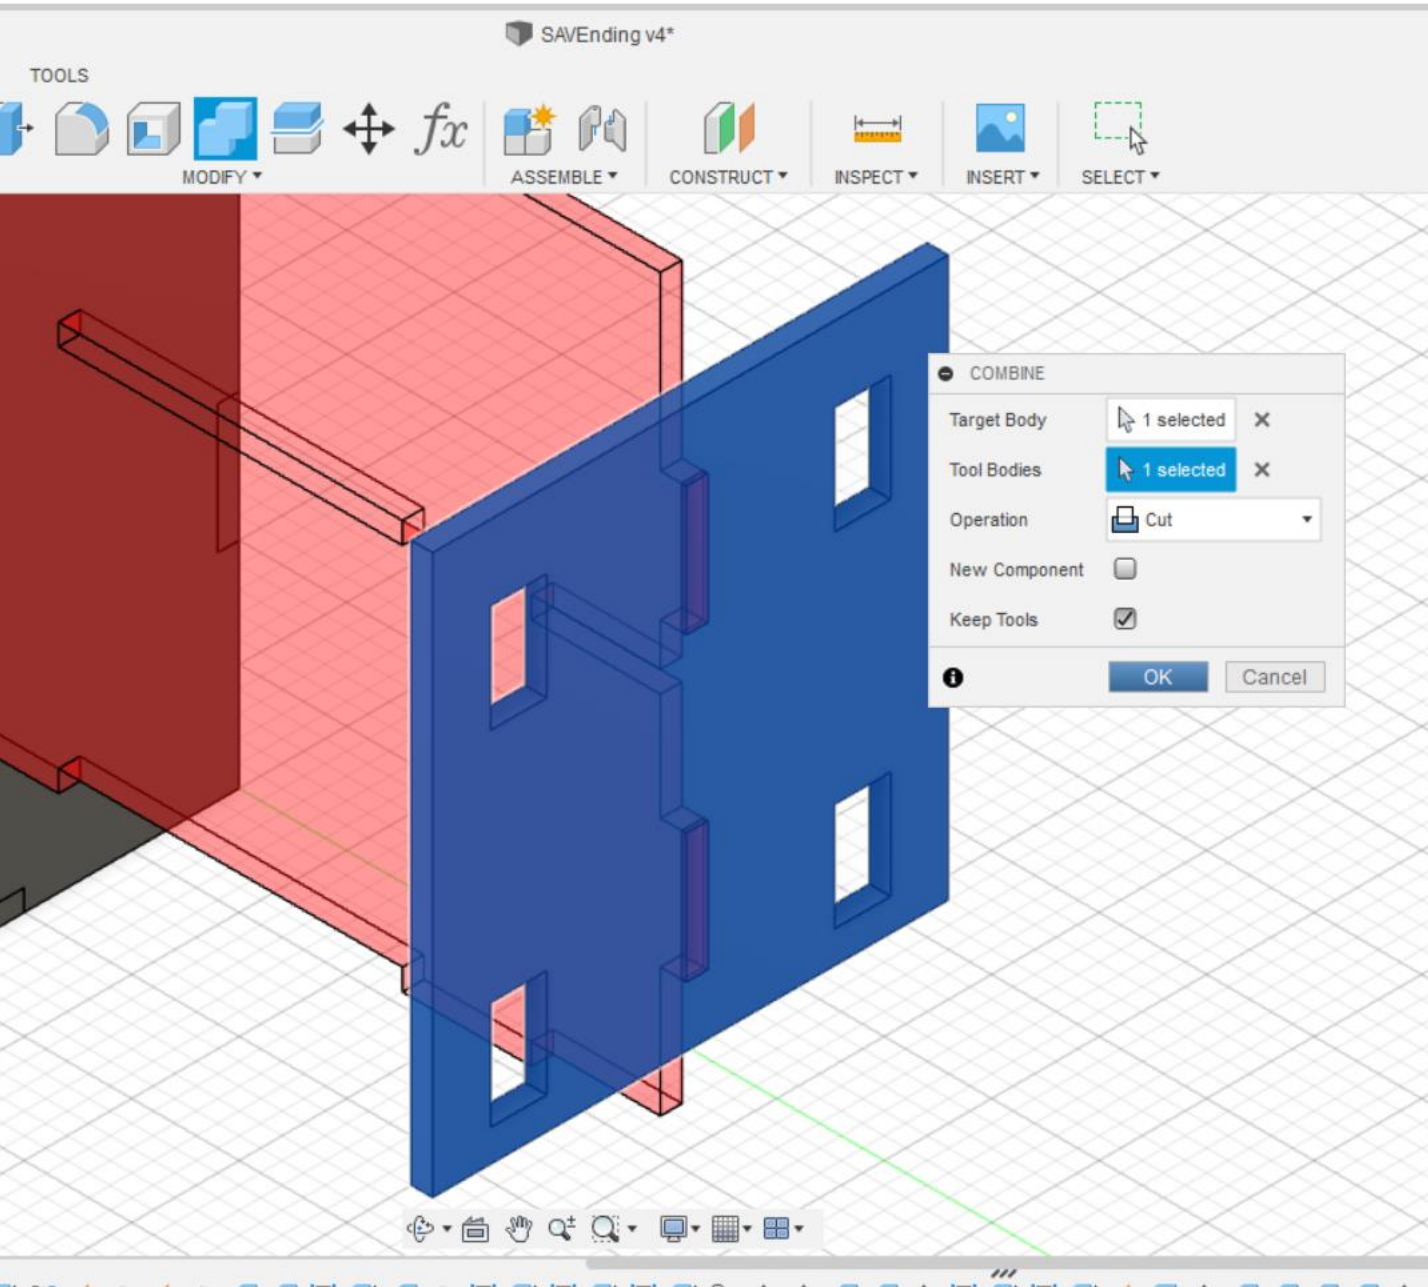 SAVEnding v4*
TOOLS
fx
MODIFY ASSEMBLE CONSTRUCT INSPECT INSERT SELECT
COMBINE
Target Body 1 selected
Tool Bodies 1 selected
Operation Cut
New Component
Keep Tools
OK Cancel